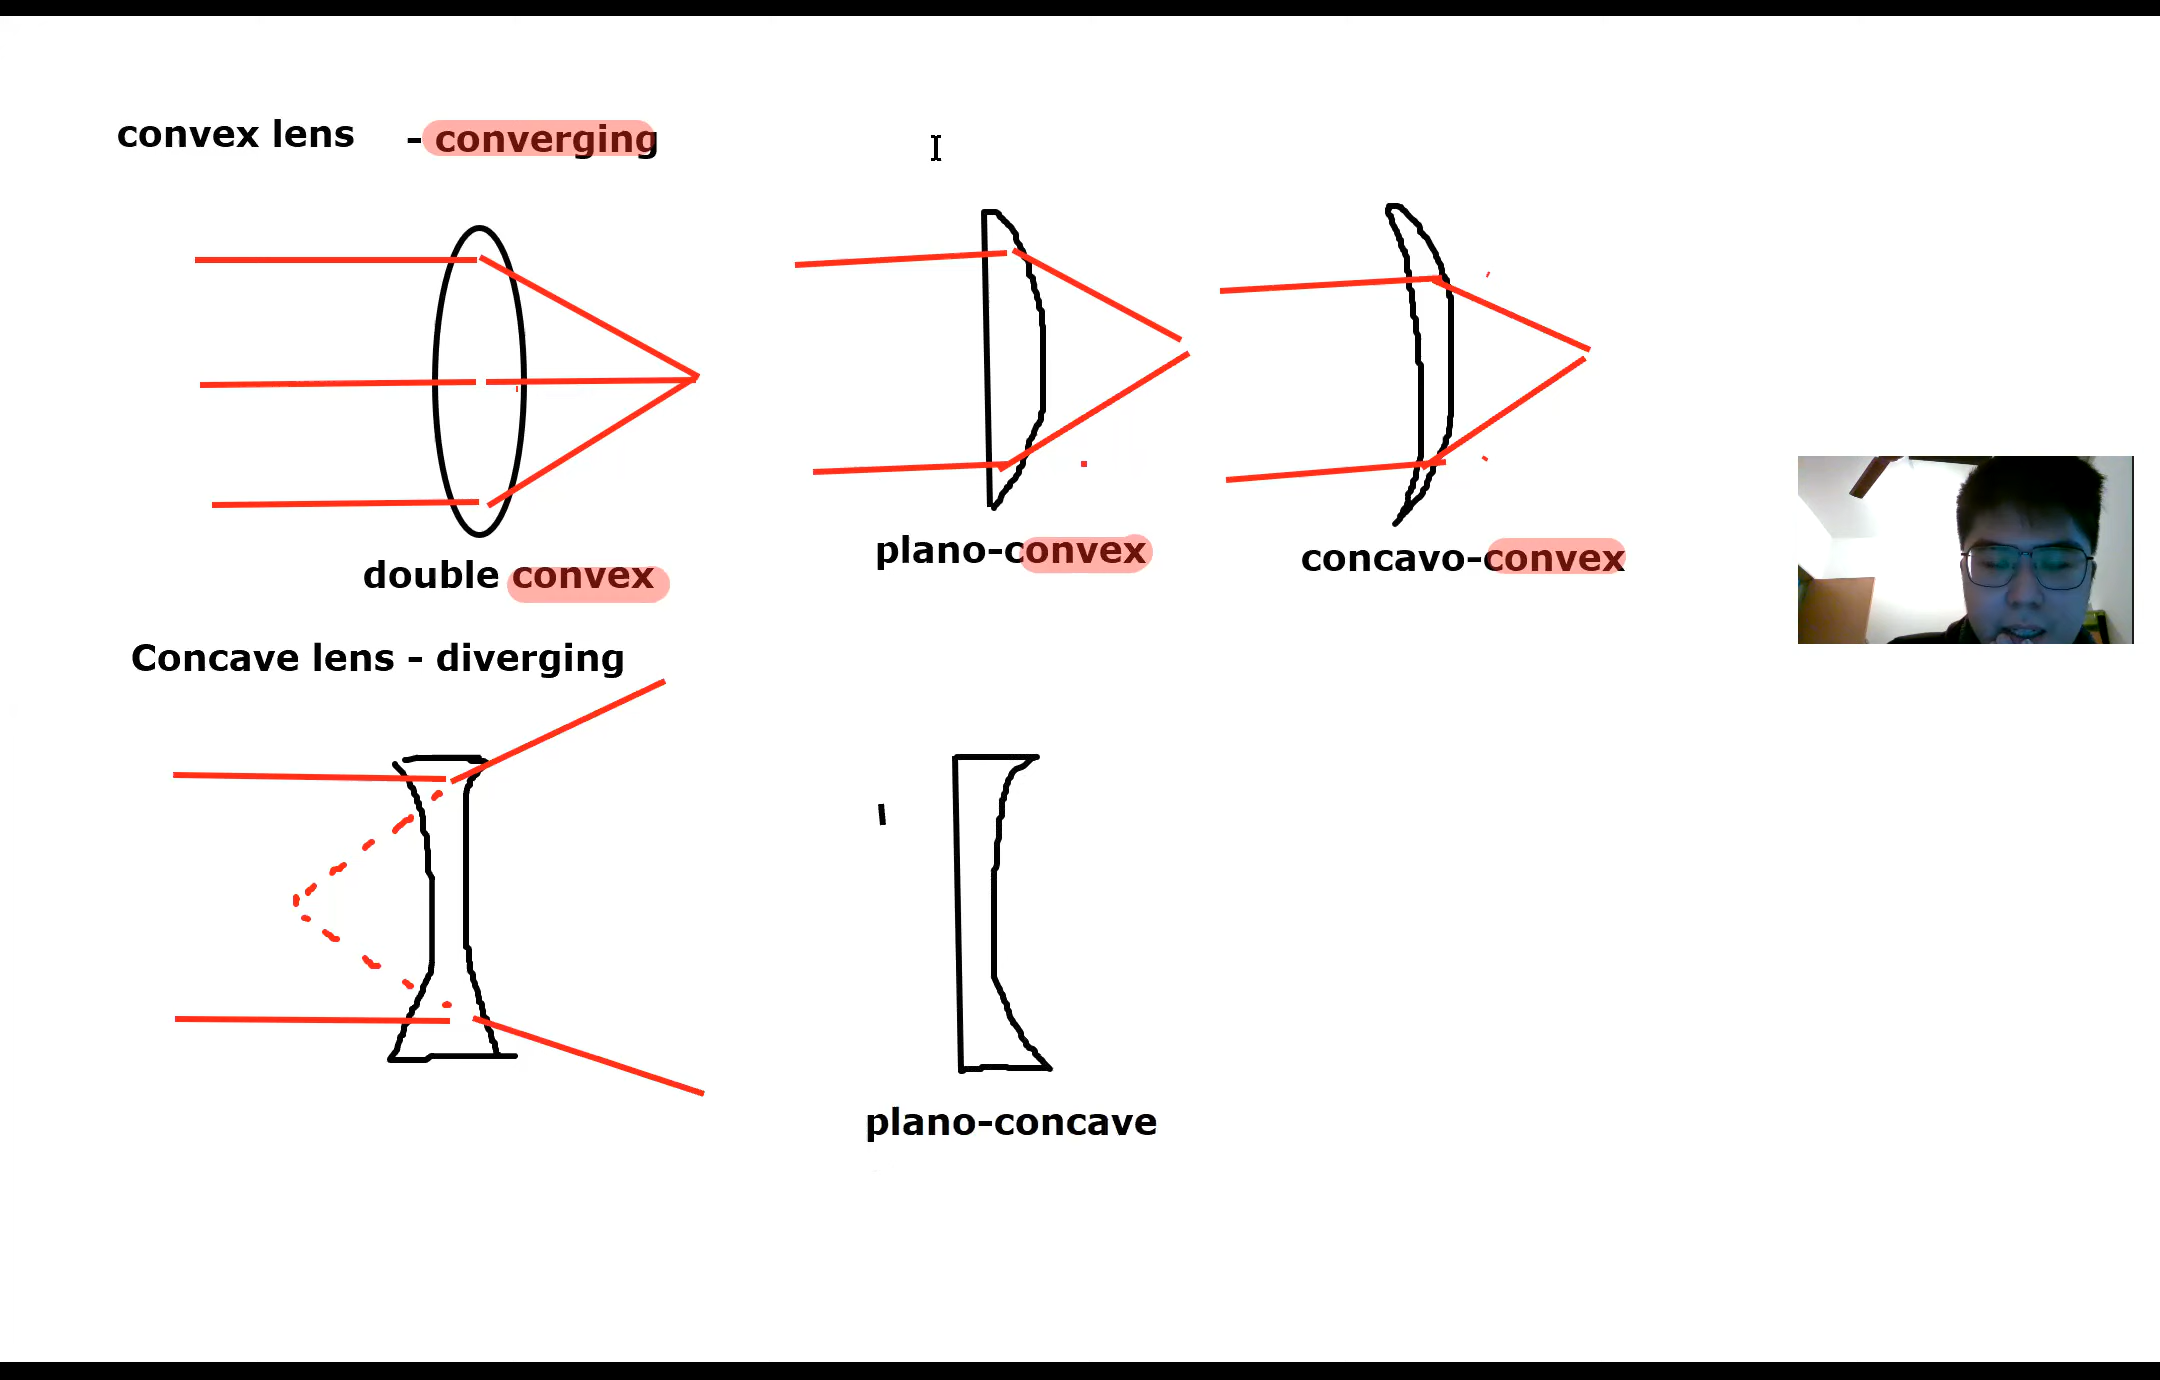 convex lens - converging
double convex
plano-convex
concavo-convex
Concave lens - diverging
plano-concave